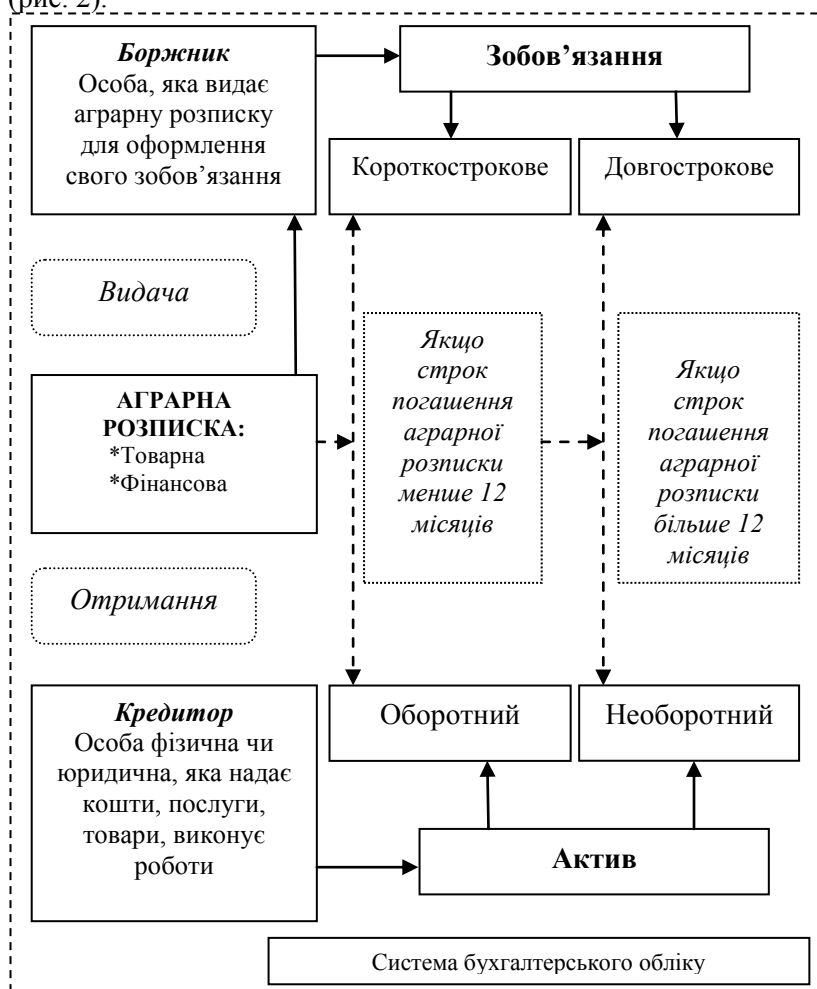 (рис. 2).
Боржник
Особа, яка видає
аграрну розписку
для оформлення
свого зобов’язання
Зобов’язання
Короткострокове
Довгострокове
Видача
АГРАРНА
РОЗПИСКА:
*Товарна
*Фінансова
Якщо
строк
погашення
аграрної
розписки
менше 12
місяців
Якщо
строк
погашення
аграрної
розписки
більше 12
місяців
Отримання
Кредитор
Особа фізична чи
юридична, яка надає
кошти, послуги,
товари, виконує
роботи
Оборотний
Необоротний
Актив
Система бухгалтерського обліку